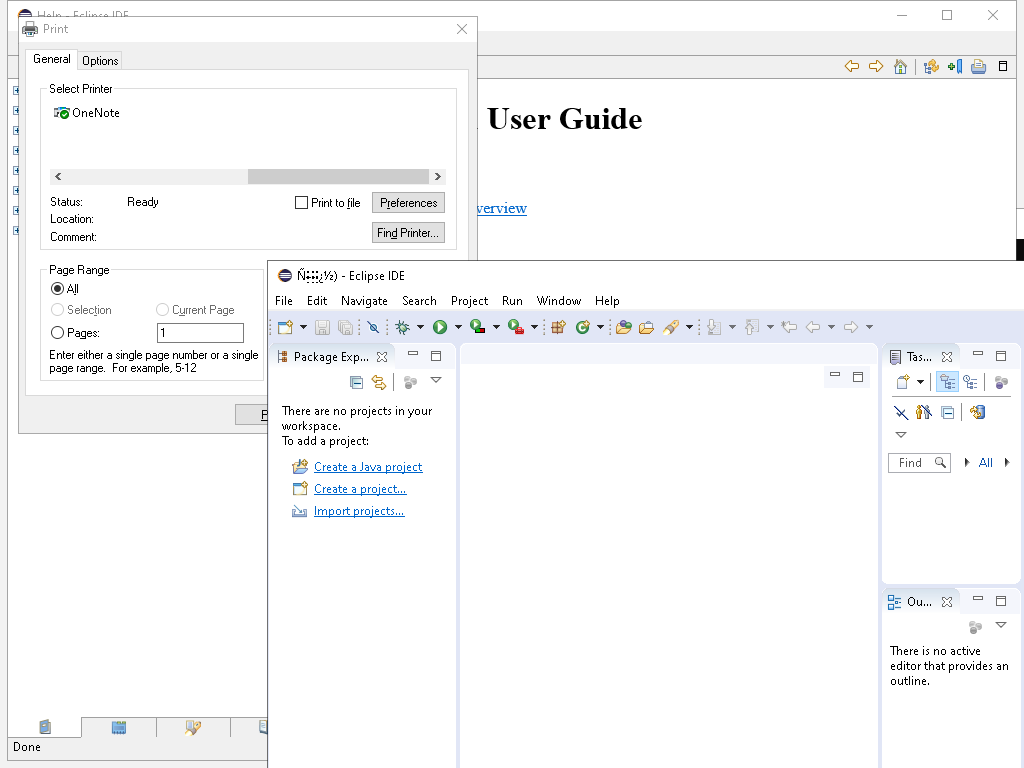 Help - Eclipse IDE
Print
General
Options
Select Printer
OneNote
Status:
Ready
Print to file
Preferences
Location:
Find Printer...
Comment:
Page Range
All
Selection
Current Page
Pages:
1
Enter either a single page number or a single
page range. For example, 5-12
User Guide
verview
- Eclipse IDE
File Edit Navigate Search Project Run Window Help
Package Exp...
There are no projects in your
workspace.
To add a project:
Create a Java project
Create a project...
Import projects...
Tas...
Find
All
Ou...
There is no active
editor that provides an
outline.
Done